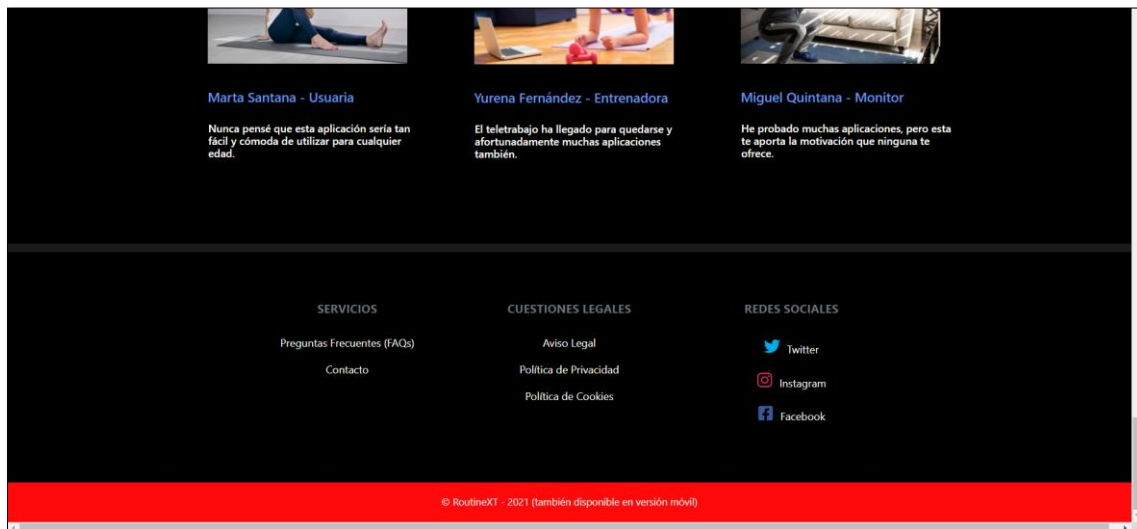 Marta Santana - Usuaria
Nunca pensé que esta aplicación sería tan
fácil y cómoda de utilizar para cualquier
edad.
Yurena Fernández - Entrenadora
El teletrabajo ha llegado para quedarse y
afortunadamente muchas aplicaciones
también.
Miguel Quintana - Monitor
He probado muchas aplicaciones, pero esta
te aporta la motivación que ninguna te
ofrece.
SERVICIOS
Preguntas Frecuentes (FAQs)
Contacto
CUESTIONES LEGALES
Aviso Legal
Política de Privacidad
Política de Cookies
REDES SOCIALES
Twitter
Instagram
Facebook
© RoutineXT - 2021 (también disponible en versión móvil)